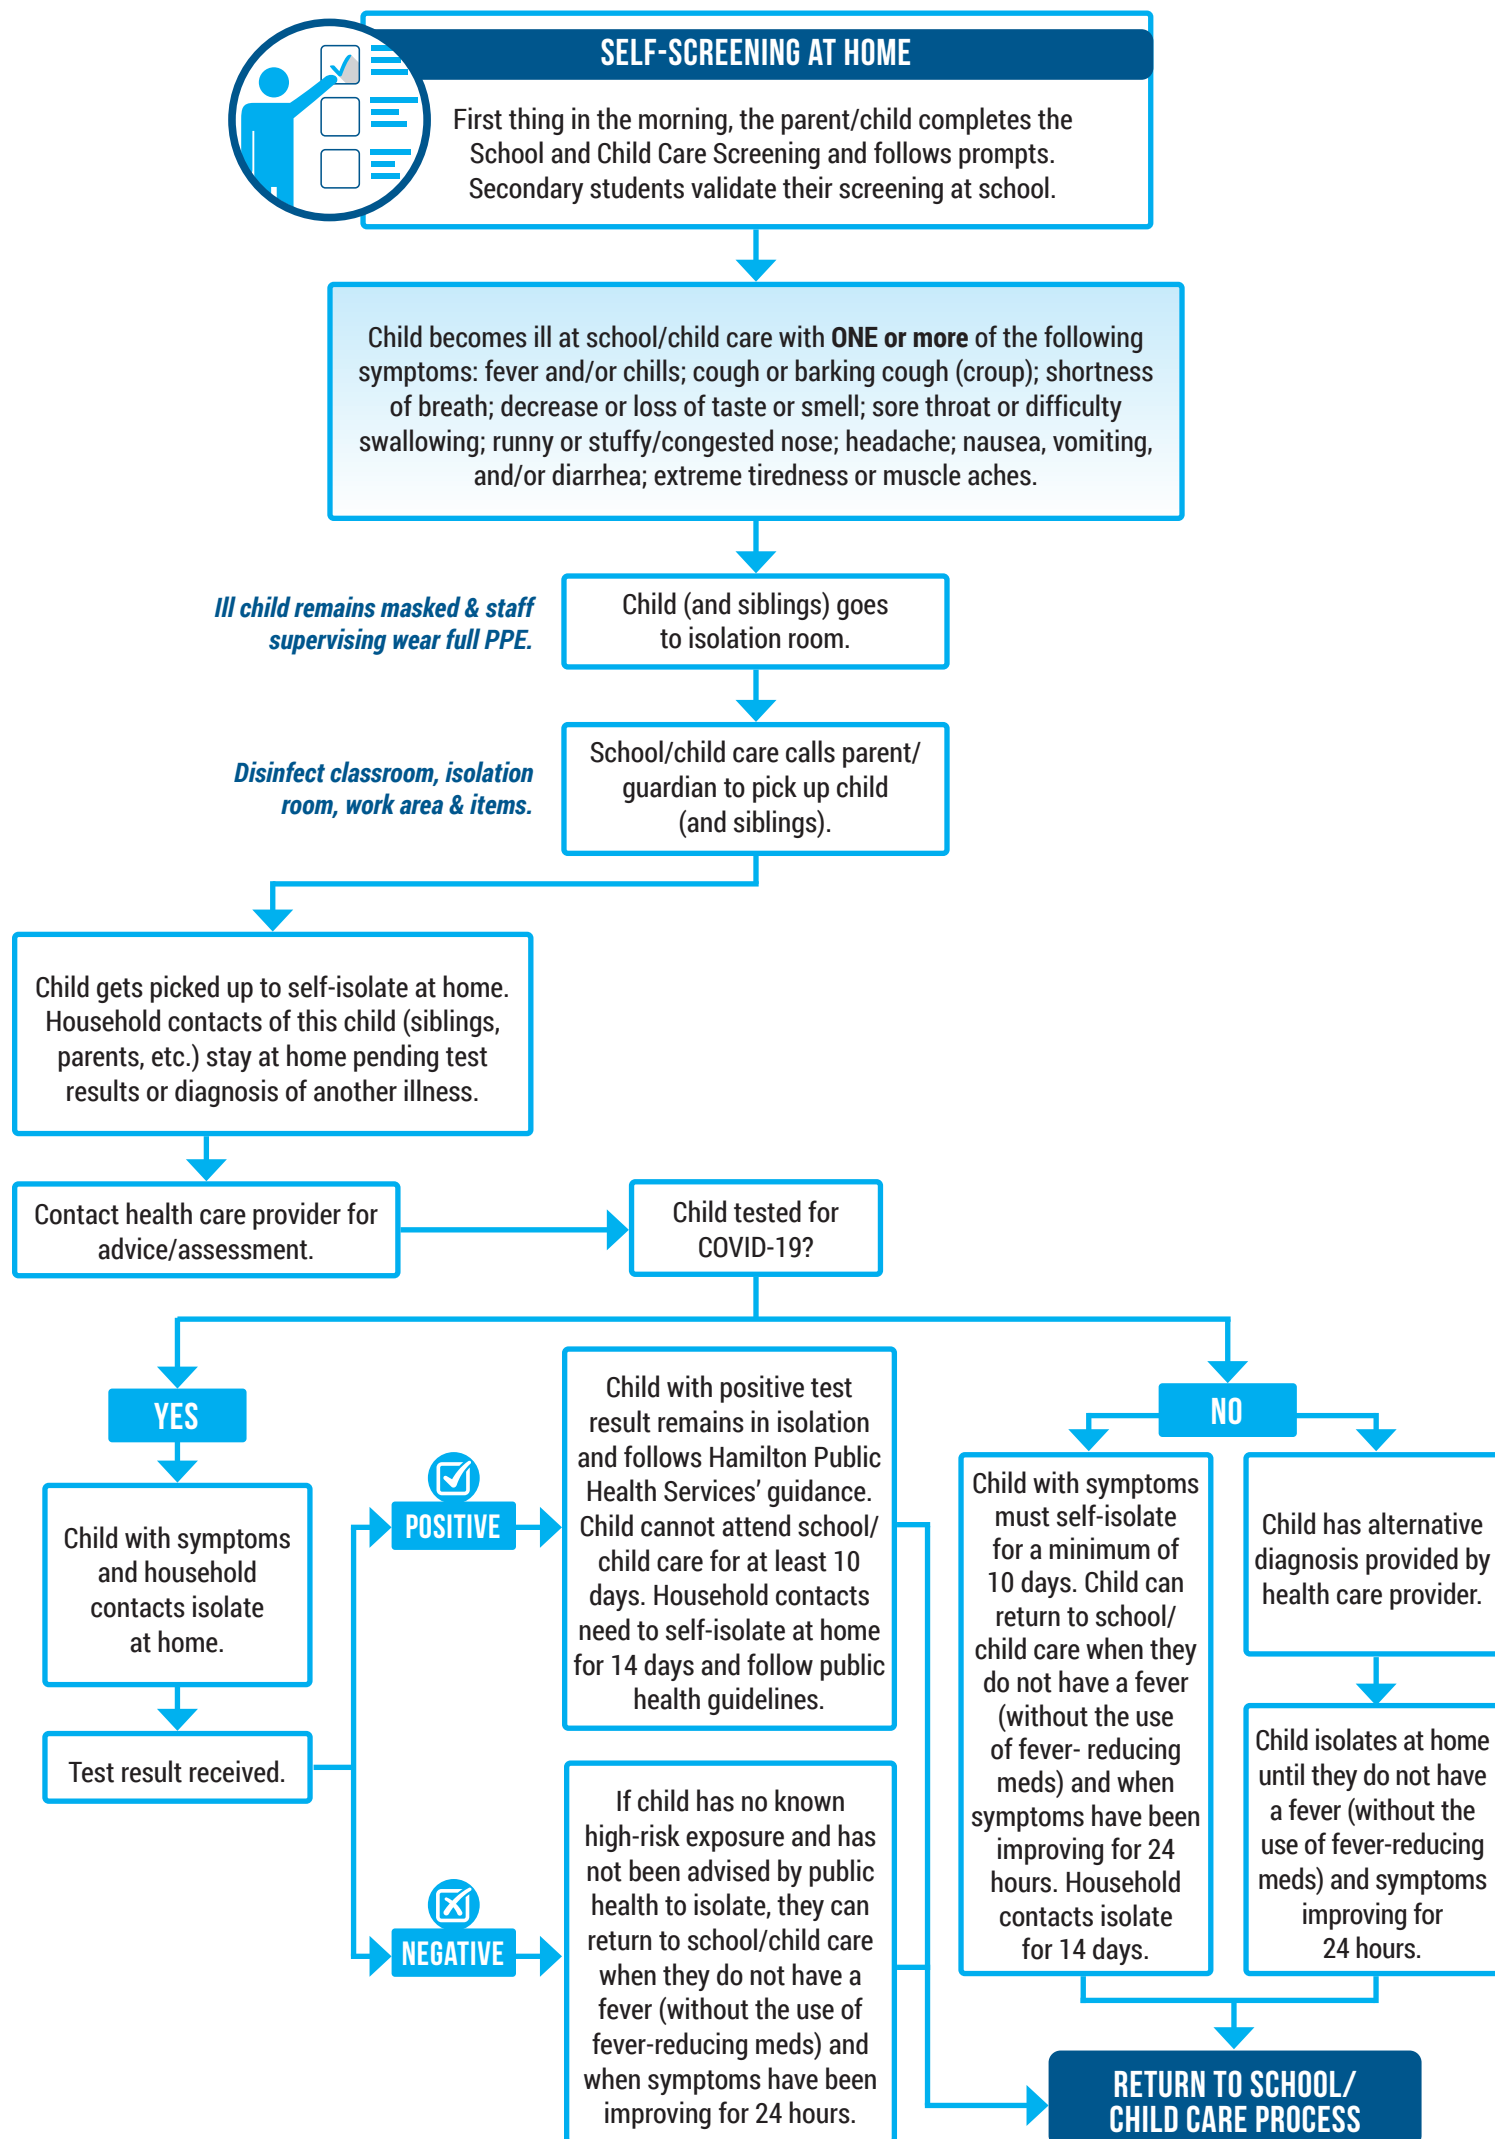 SELF-SCREENING AT HOME
First thing in the morning, the parent/child completes the
School and Child Care Screening and follows prompts.
Secondary students validate their screening at school.
Child becomes ill at school/child care with ONE or more of the following
symptoms: fever and/or chills; cough or barking cough (croup); shortness
of breath; decrease or loss of taste or smell; sore throat or difficulty
swallowing; runny or stuffy/congested nose; headache; nausea, vomiting,
and/or diarrhea; extreme tiredness or muscle aches.
Ill child remains masked & staff
supervising wear full PPE.
Child (and siblings) goes
to isolation room.
Disinfect classroom, isolation
room, work area & items.
School/child care calls parent/
guardian to pick up child
(and siblings).
Child gets picked up to self-isolate at home.
Household contacts of this child (siblings,
parents, etc.) stay at home pending test
results or diagnosis of another illness.
Contact health care provider for
advice/assessment.
Child tested for
COVID-19?
YES
Child with symptoms
and household
contacts isolate
at home.
Test result received.
POSITIVE
Child with positive test
result remains in isolation
and follows Hamilton Public
Health Services’ guidance.
Child cannot attend school/
child care for at least 10
days. Household contacts
need to self-isolate at home
for 14 days and follow public
health guidelines.
NEGATIVE
If child has no known
high-risk exposure and has
not been advised by public
health to isolate, they can
return to school/child care
when they do not have a
fever (without the use of
fever-reducing meds) and
when symptoms have been
improving for 24 hours.
NO
Child with symptoms
must self-isolate
for a minimum of
10 days. Child can
return to school/
child care when they
do not have a fever
(without the use
of fever- reducing
meds) and when
symptoms have been
improving for 24
hours. Household
contacts isolate
for 14 days.
Child has alternative
diagnosis provided by
health care provider.
Child isolates at home
until they do not have
a fever (without the
use of fever-reducing
meds) and symptoms
improving for
24 hours.
RETURN TO SCHOOL/
CHILD CARE PROCESS